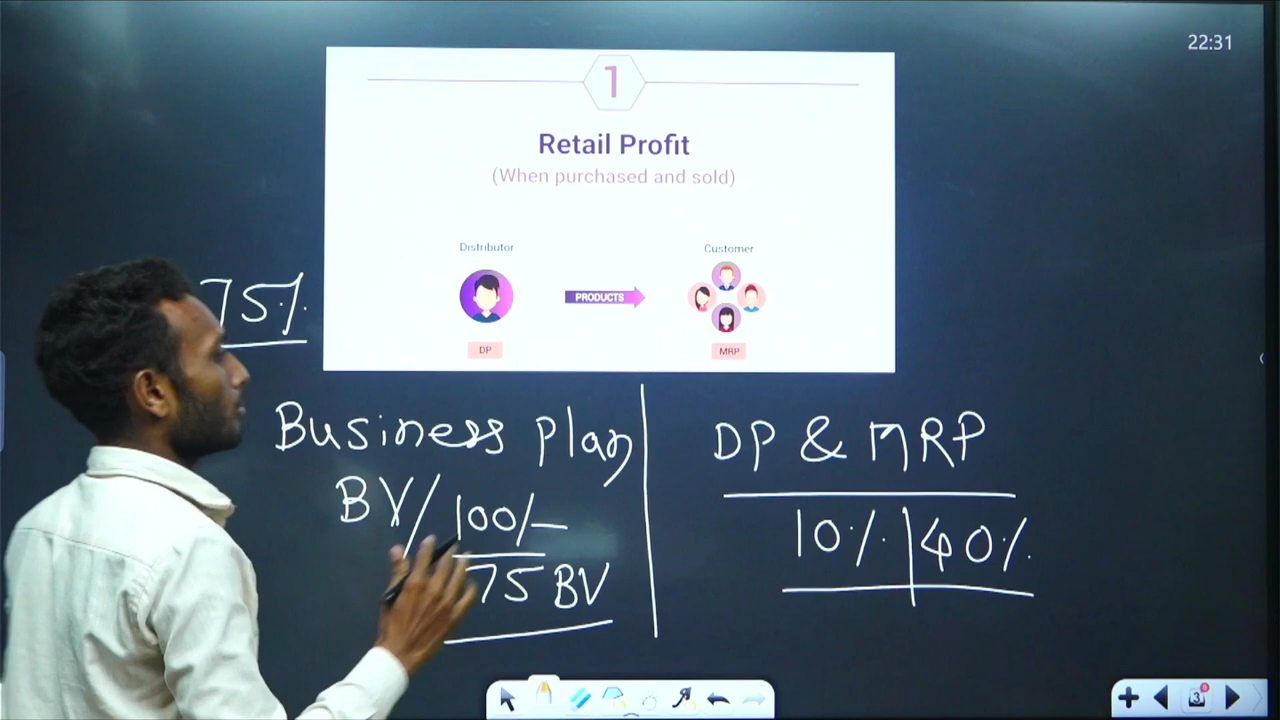 22:31
1
Retail Profit
(When purchased and sold)
Distributor
Customer
PRODUCTS
DP
MRP
75%
Business plan
BV/ 100/-
75 BV
DP & MRP
10% | 40%
3